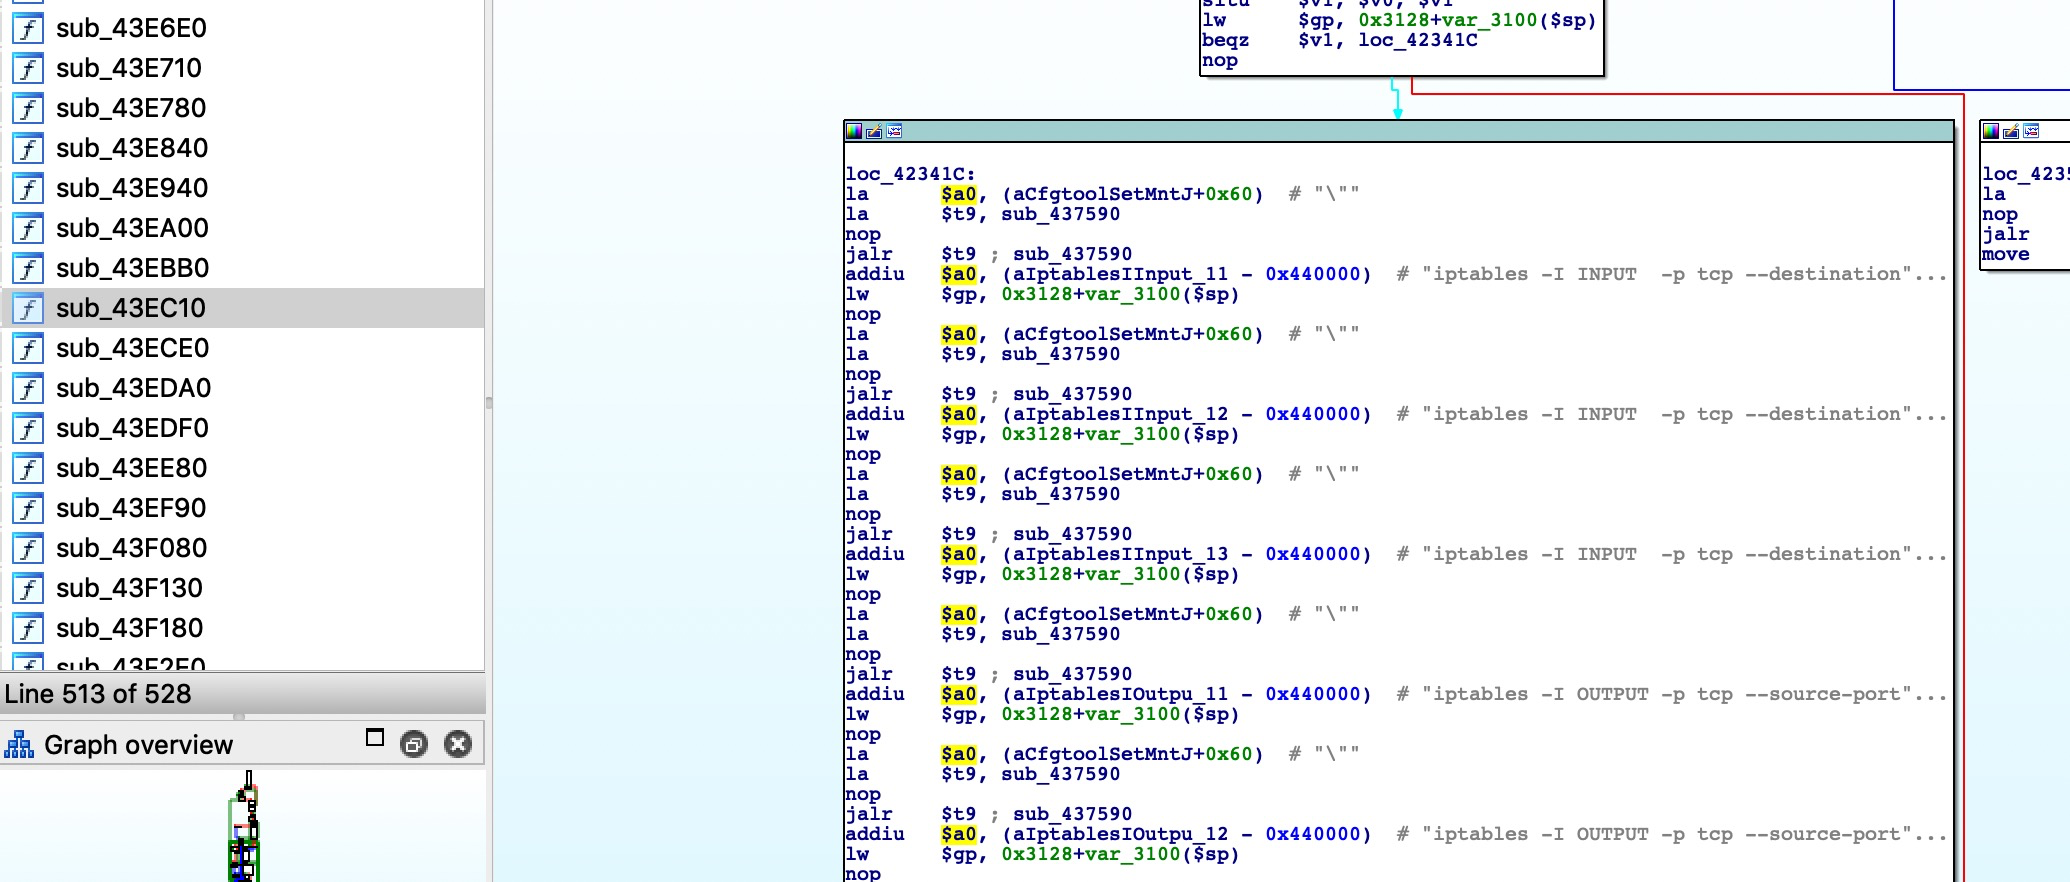 sub_43E6E0
sub_43E710
sub_43E780
sub_43E840
sub_43E940
sub_43EA00
sub_43EBB0
sub_43EC10
sub_43ECE0
sub_43EDA0
sub_43EDF0
sub_43EE80
sub_43EF90
sub_43F080
sub_43F130
sub_43F180
Line 513 of 528
Graph overview
lw $gp, 0x3128+var_3100($sp)
beqz $v1, loc_42341C
nop
loc_42341C:
la $a0, (aCfgtoolSetMntJ+0x60) # "\""
la $t9, sub_437590
nop
jalr $t9 ; sub_437590
addiu $a0, (aIptablesIInput_11 - 0x440000) # "iptables -I INPUT  -p tcp --destination"...
lw $gp, 0x3128+var_3100($sp)
nop
la $a0, (aCfgtoolSetMntJ+0x60) # "\""
la $t9, sub_437590
nop
jalr $t9 ; sub_437590
addiu $a0, (aIptablesIInput_12 - 0x440000) # "iptables -I INPUT  -p tcp --destination"...
lw $gp, 0x3128+var_3100($sp)
nop
la $a0, (aCfgtoolSetMntJ+0x60) # "\""
la $t9, sub_437590
nop
jalr $t9 ; sub_437590
addiu $a0, (aIptablesIInput_13 - 0x440000) # "iptables -I INPUT  -p tcp --destination"...
lw $gp, 0x3128+var_3100($sp)
nop
la $a0, (aCfgtoolSetMntJ+0x60) # "\""
la $t9, sub_437590
nop
jalr $t9 ; sub_437590
addiu $a0, (aIptablesIOutpu_11 - 0x440000) # "iptables -I OUTPUT -p tcp --source-port"...
lw $gp, 0x3128+var_3100($sp)
nop
la $a0, (aCfgtoolSetMntJ+0x60) # "\""
la $t9, sub_437590
nop
jalr $t9 ; sub_437590
addiu $a0, (aIptablesIOutpu_12 - 0x440000) # "iptables -I OUTPUT -p tcp --source-port"...
lw $gp, 0x3128+var_3100($sp)
nop
la
nop
jalr
move